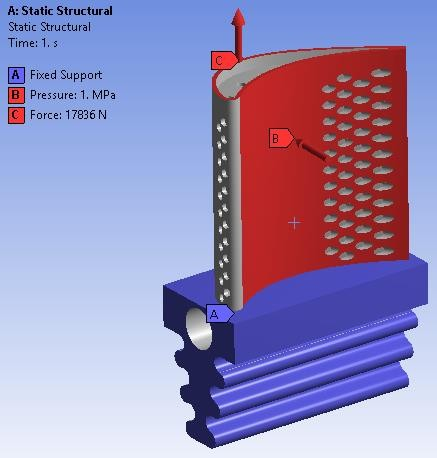 A: Static Structural
Static Structural
Time: 1. s
A Fixed Support
B Pressure: 1. MPa
C Force: 17836 N
C
B
A